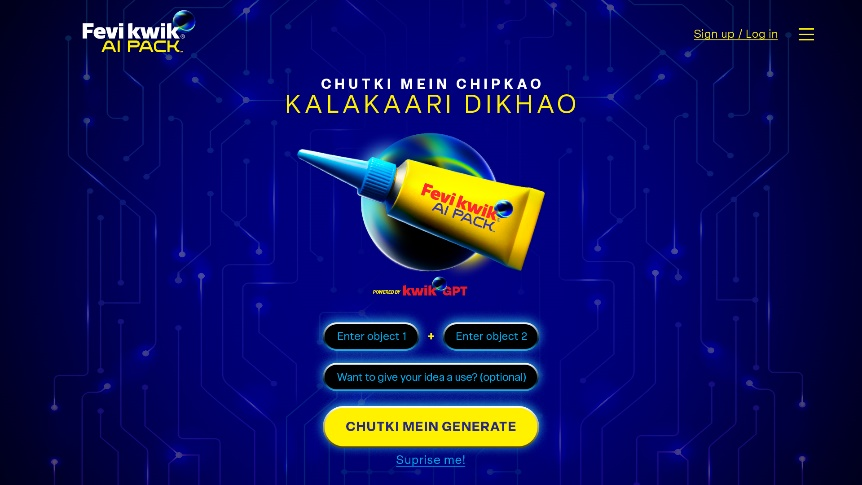 Fevi kwik®
AI PACK
Sign up / Log in
CHUTKI MEIN CHIPKAO
KALAKAARI DIKHAO
Fevi kwik
AI PACK
POWERED BY kwik GPT
Enter object 1 + Enter object 2
Want to give your idea a use? (optional)
CHUTKI MEIN GENERATE
Suprise me!